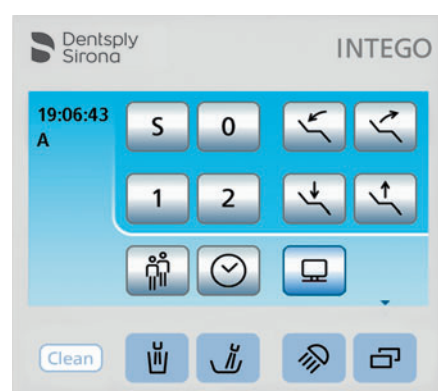 Dentsply
Sirona
INTEGO
19:06:43
A
S
0
1
2
Clean